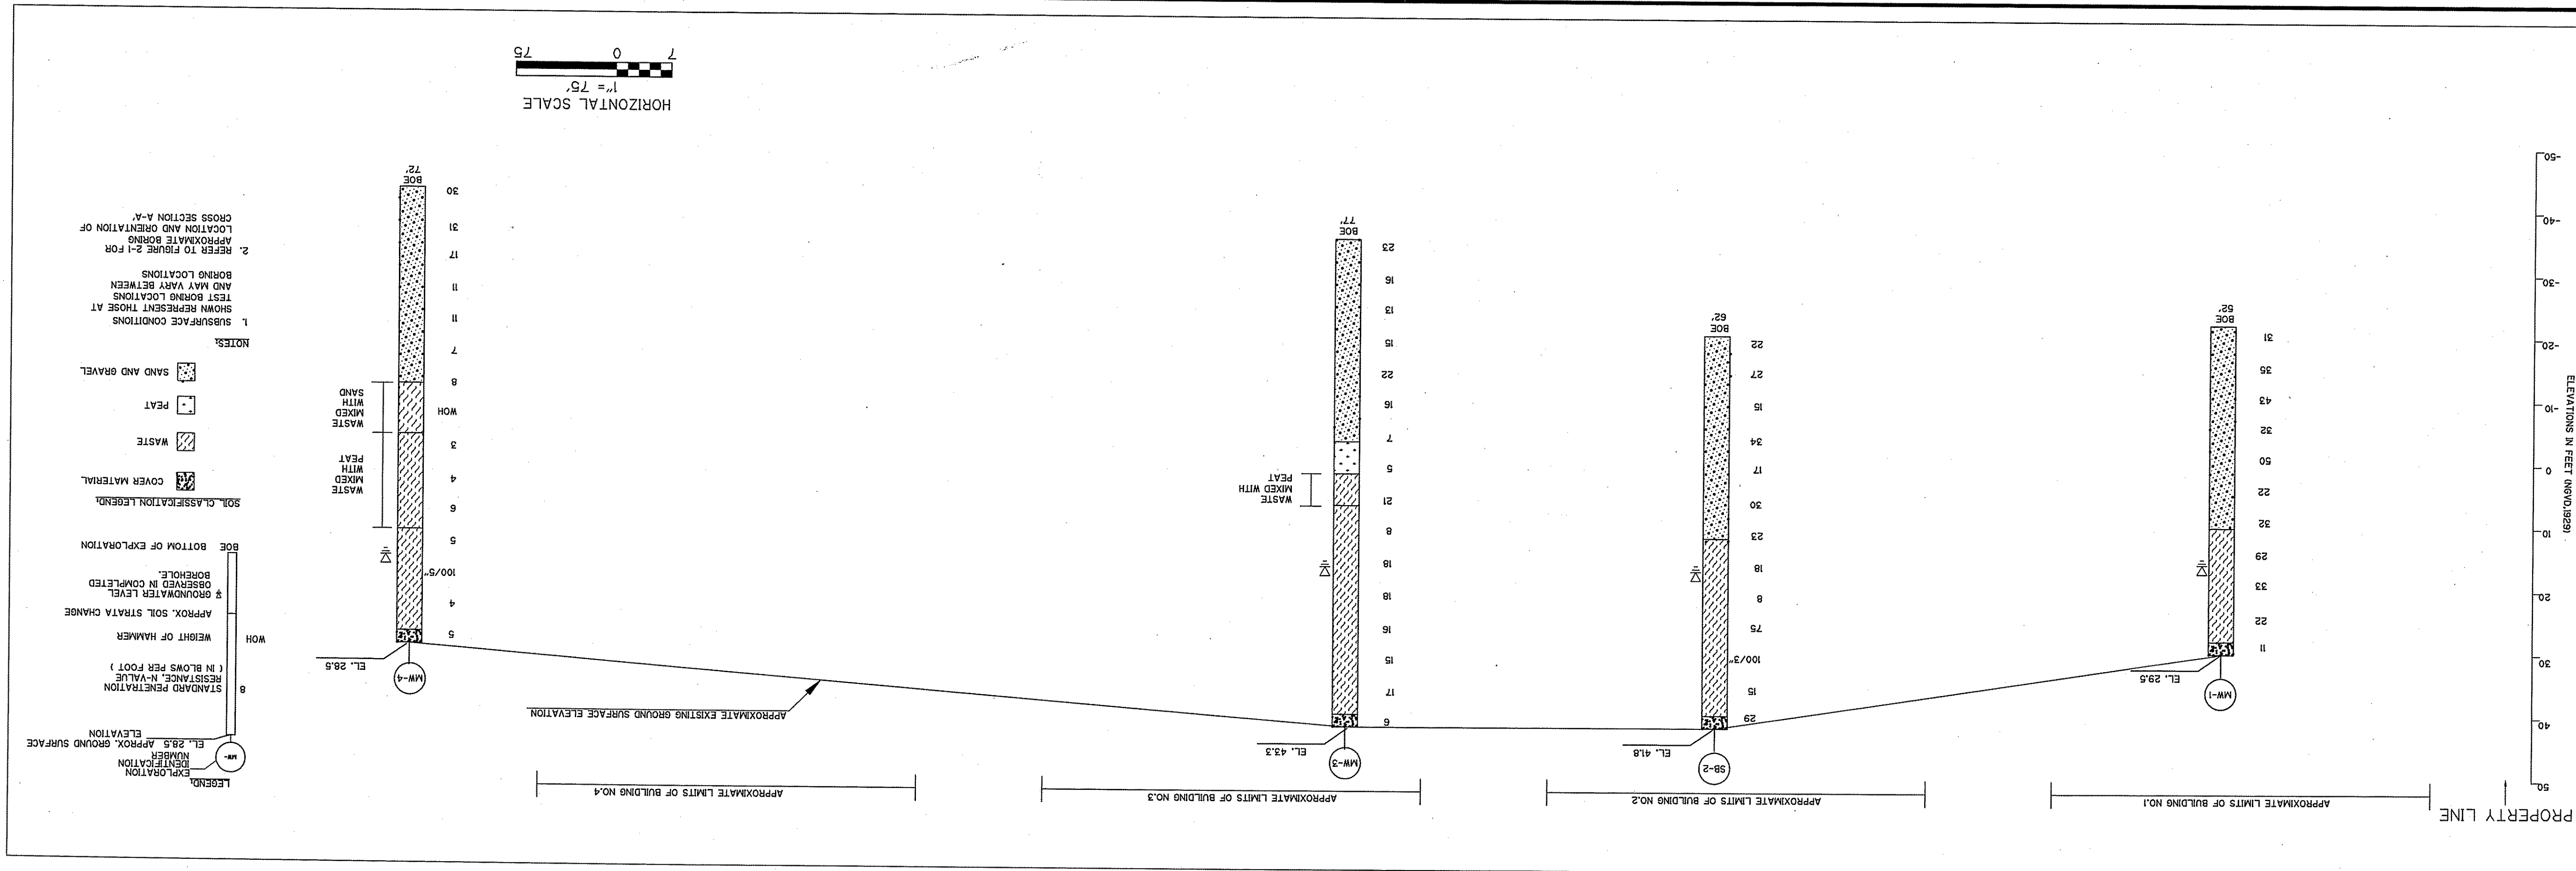 PROPERTY LINE
APPROXIMATE LIMITS OF BUILDING NO.1
APPROXIMATE LIMITS OF BUILDING NO.2
APPROXIMATE LIMITS OF BUILDING NO.3
APPROXIMATE LIMITS OF BUILDING NO.4
ELEVATIONS IN FEET (NGVD,1929)
50
40
30
20
10
0
-10
-20
-30
-40
-50
MW-1
EL. 29.5
11
22
33
29
32
22
50
32
43
35
31
BOE
52'
SB-2
EL. 41.8
29
15
100/3"
75
8
18
23
30
17
34
15
27
22
BOE
62'
MW-3
EL. 43.3
6
17
15
16
18
18
8
21
5
7
16
22
15
13
16
23
WASTE
MIXED WITH
PEAT
BOE
77'
APPROXIMATE EXISTING GROUND SURFACE ELEVATION
MW-4
EL. 28.5
5
4
100/5"
5
6
4
3
WOH
8
7
11
11
17
31
30
WASTE
MIXED
WITH
PEAT
WASTE
MIXED
WITH
SAND
BOE
72'
LEGEND:
MW-
EXPLORATION
IDENTIFICATION
NUMBER
EL. 28.5 APPROX. GROUND SURFACE
ELEVATION
8 STANDARD PENETRATION
RESISTANCE, N-VALUE
( IN BLOWS PER FOOT )
WOH WEIGHT OF HAMMER
APPROX. SOIL STRATA CHANGE
GROUNDWATER LEVEL
OBSERVED IN COMPLETED
BOREHOLE.
BOE BOTTOM OF EXPLORATION
SOIL CLASSIFICATION LEGEND:
COVER MATERIAL
WASTE
PEAT
SAND AND GRAVEL
NOTES:
1. SUBSURFACE CONDITIONS
SHOWN REPRESENT THOSE AT
TEST BORING LOCATIONS
AND MAY VARY BETWEEN
BORING LOCATIONS
2. REFER TO FIGURE 2-1 FOR
APPROXIMATE BORING
LOCATION AND ORIENTATION OF
CROSS SECTION A-A'
HORIZONTAL SCALE
1"= 75'
7 0 75